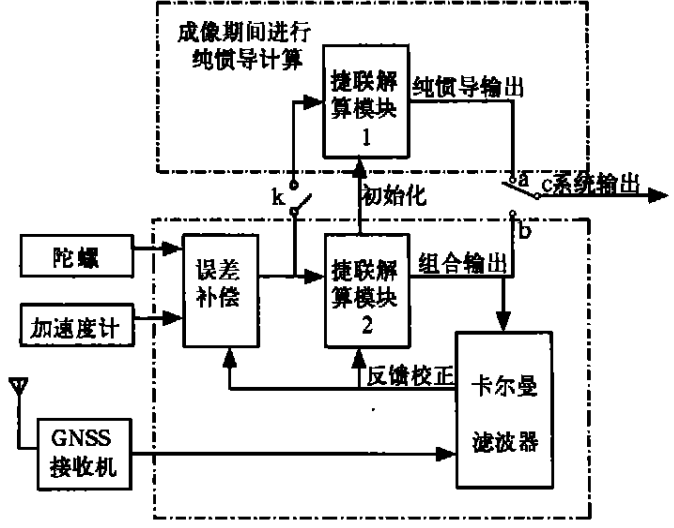 成像期间进行
纯惯导计算
捷联解
算模块
1
纯惯导输出
k
初始化
a
c系统输出
b
陀螺
误差
补偿
捷联解
算模块
2
组合输出
加速度计
反馈校正
卡尔曼
滤波器
GNSS
接收机